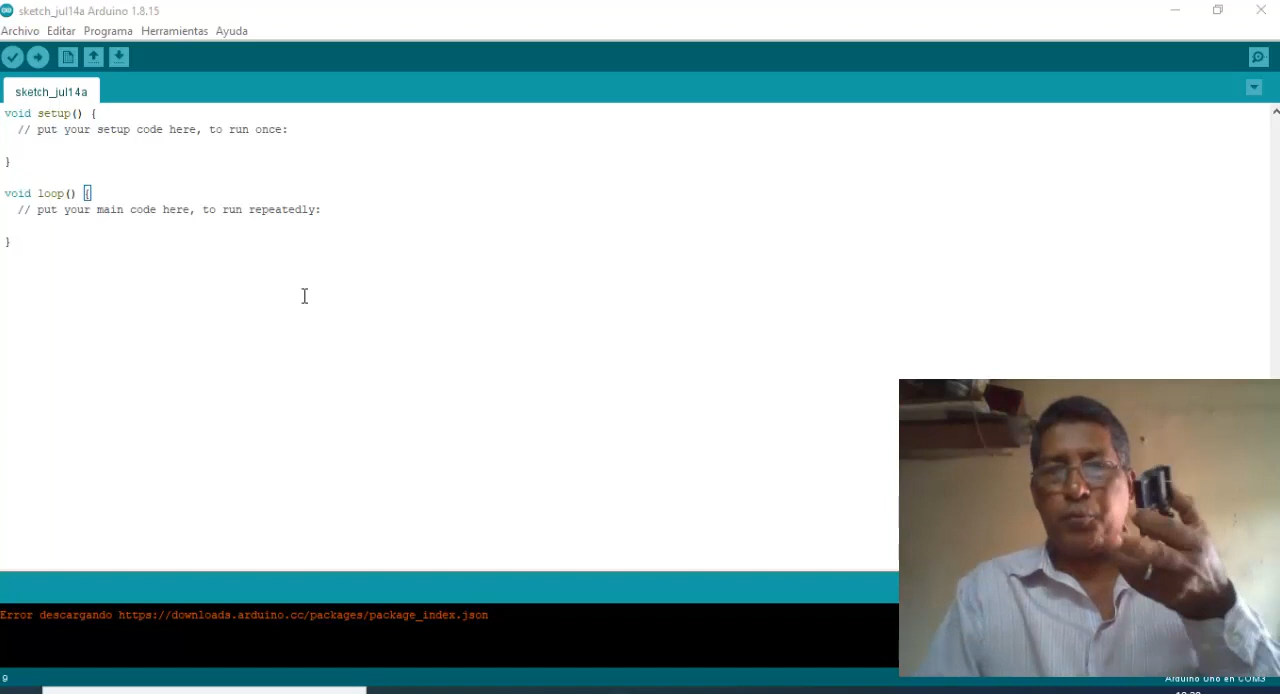 sketch_jul14a Arduino 1.8.15
Archivo Editar Programa Herramientas Ayuda
sketch_jul14a
void setup() {
// put your setup code here, to run once:
}
void loop() {
// put your main code here, to run repeatedly:
}
Error descargando https://downloads.arduino.cc/packages/package_index.json
9
Arduino Uno en COM3